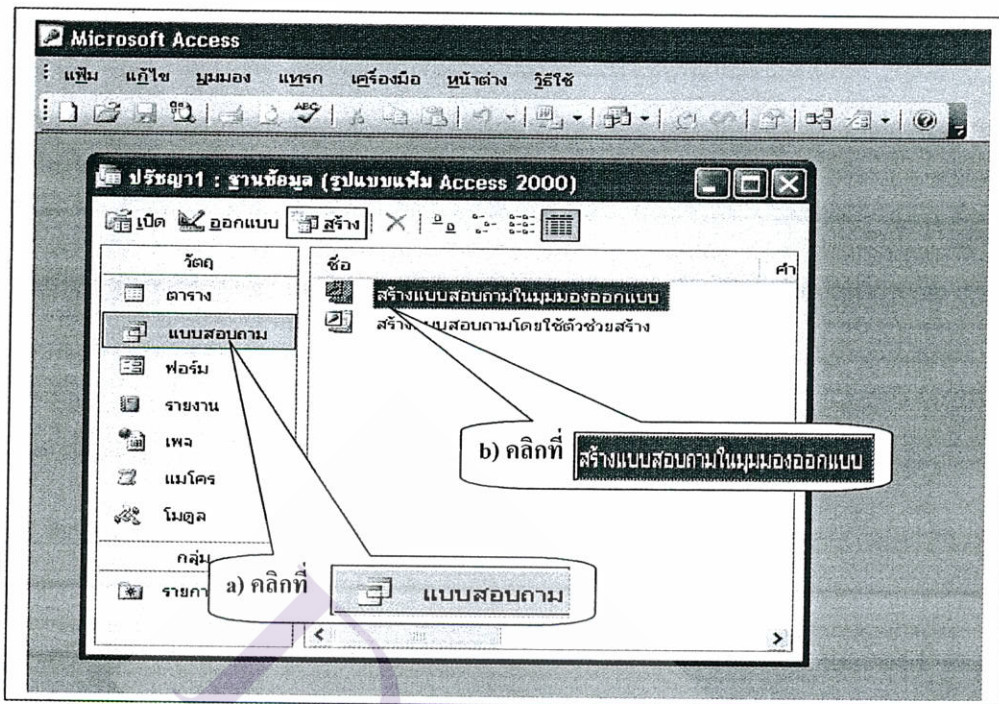 Microsoft Access
แฟ้ม แก้ไข มุมมอง แทรก เครื่องมือ หน้าต่าง วิธีใช้
ABC
ปรัชญา1 : ฐานข้อมูล (รูปแบบแฟ้ม Access 2000)
เปิด ออกแบบ สร้าง
วัตถุ
ชื่อ
คำ
ตาราง
สร้างแบบสอบถามในมุมมองออกแบบ
แบบสอบถาม
สร้างแบบสอบถามโดยใช้ตัวช่วยสร้าง
ฟอร์ม
รายงาน
เพจ
b) คลิกที่ สร้างแบบสอบถามในมุมมองออกแบบ
แมโคร
โมดูล
กลุ่ม
a) คลิกที่ แบบสอบถาม